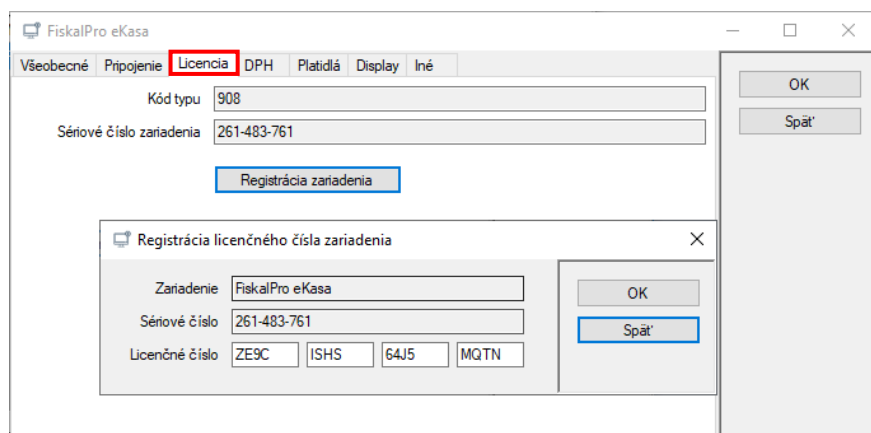 FiskalPro eKasa
Všeobecné Pripojenie Licencia DPH Platidlá Display Iné
Kód typu 908
Sériové číslo zariadenia 261-483-761
Registrácia zariadenia
OK
Späť
Registrácia licenčného čísla zariadenia
Zariadenie FiskalPro eKasa
Sériové číslo 261-483-761
Licenčné číslo ZE9C ISHS 64J5 MQTN
OK
Späť